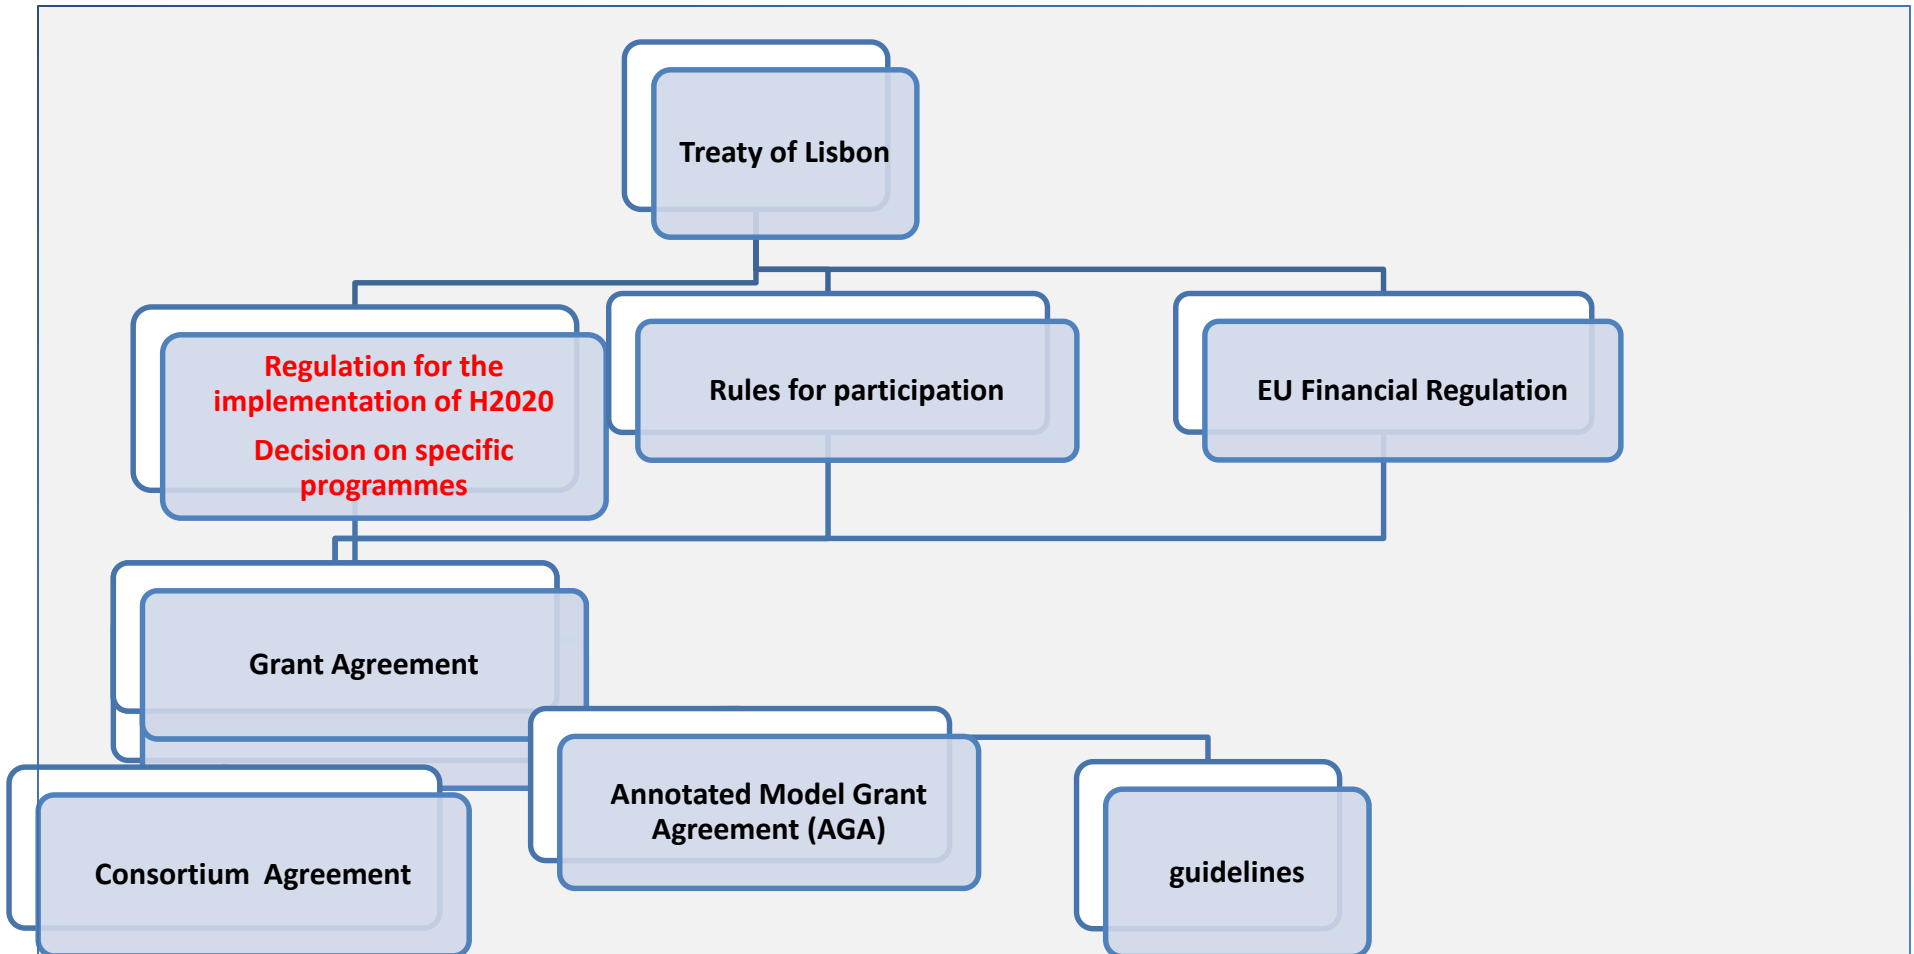 Treaty of Lisbon
Regulation for the
implementation of H2020
Decision on specific
programmes
Rules for participation
EU Financial Regulation
Grant Agreement
Annotated Model Grant
Agreement (AGA)
Consortium  Agreement
guidelines